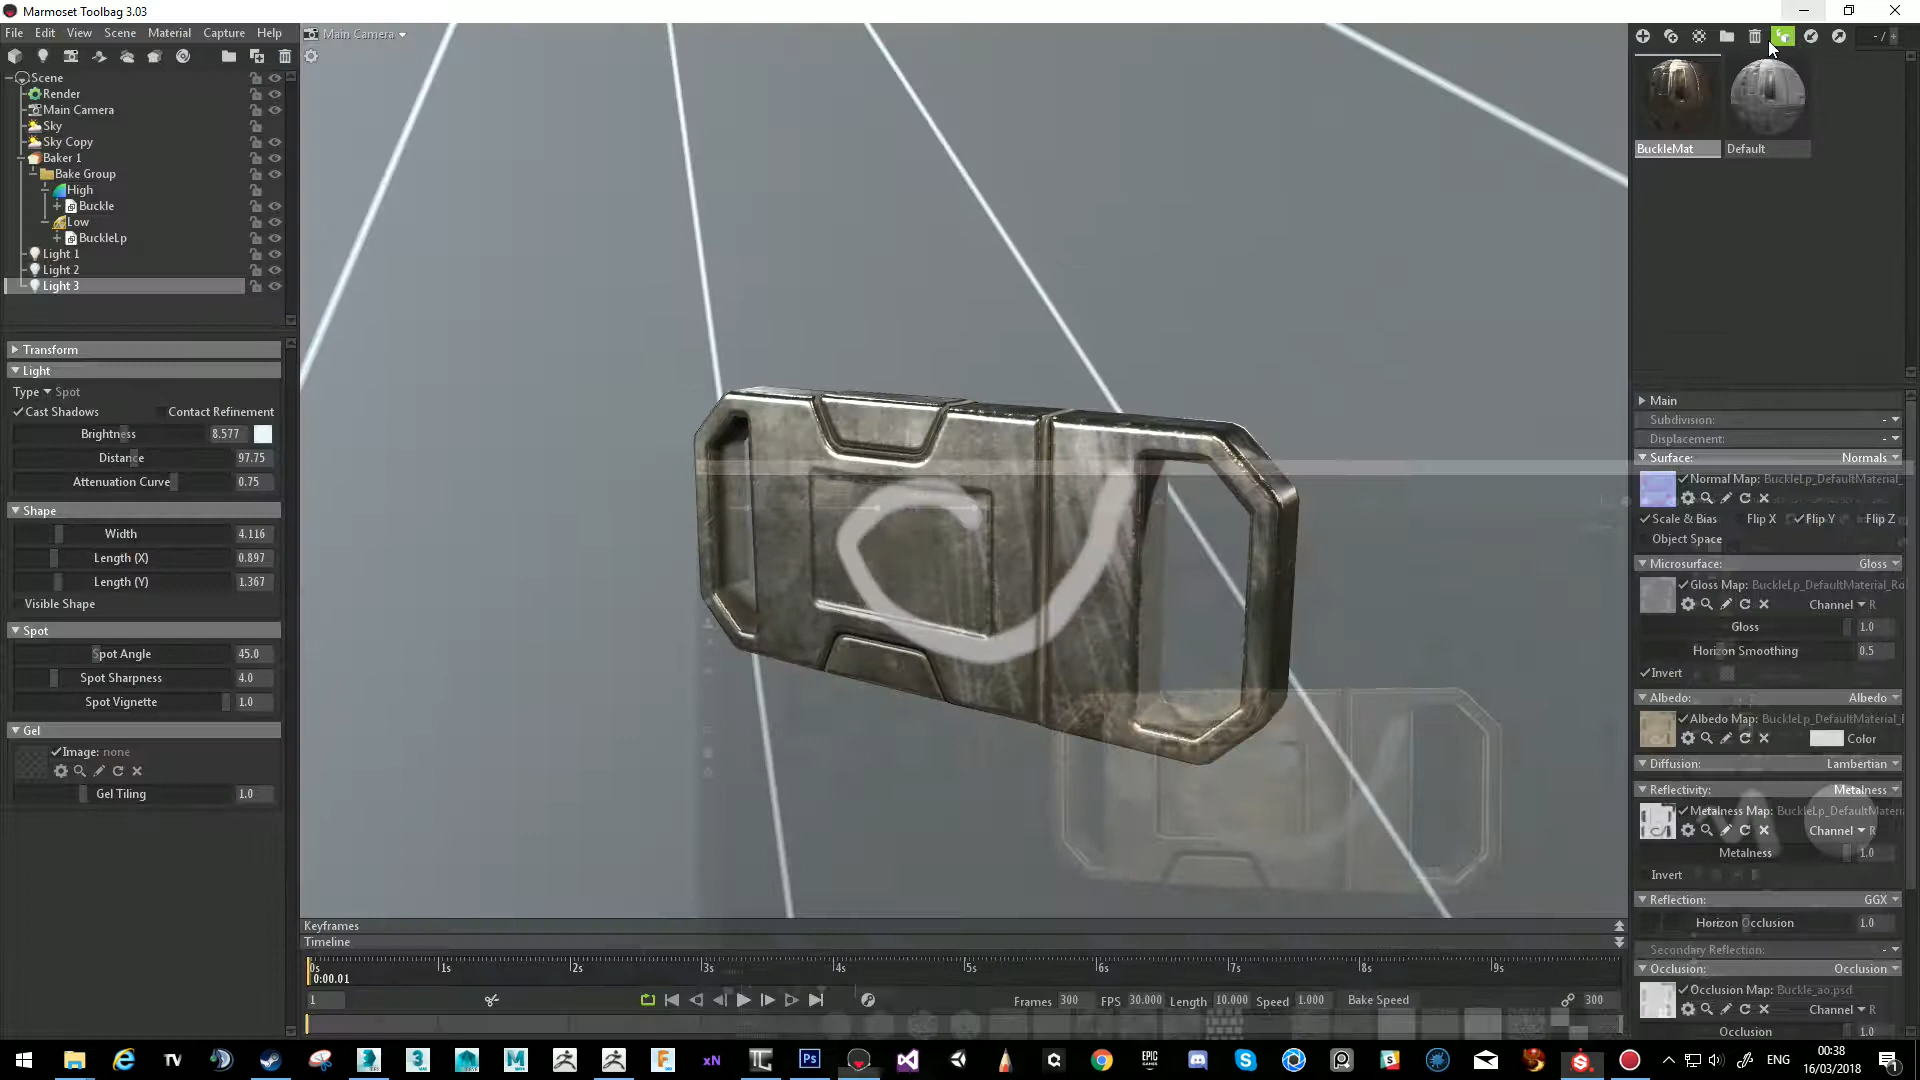 Marmoset Toolbag 3.03
File Edit View Scene Material Capture Help
Main Camera
- / +
Scene
Render
Main Camera
Sky
Sky Copy
Baker 1
Bake Group
High
Buckle
Low
BuckleLp
Light 1
Light 2
Light 3
BuckleMat Default
Transform
Light
Type Spot
Cast Shadows Contact Refinement
Brightness 8.577
Distance 97.75
Attenuation Curve 0.75
Shape
Width 4.116
Length (X) 0.897
Length (Y) 1.367
Visible Shape
Spot
Spot Angle 45.0
Spot Sharpness 4.0
Spot Vignette 1.0
Gel
Image: none
Gel Tiling 1.0
Main
Subdivision: -
Displacement: -
Surface: Normals
Normal Map: BuckleLp_DefaultMaterial_
Scale & Bias Flip X Flip Y Flip Z
Object Space
Microsurface: Gloss
Gloss Map: BuckleLp_DefaultMaterial_Ro
Channel R
Gloss 1.0
Horizon Smoothing 0.5
Invert
Albedo: Albedo
Albedo Map: BuckleLp_DefaultMaterial_
Color
Diffusion: Lambertian
Reflectivity: Metalness
Metalness Map: BuckleLp_DefaultMateria
Channel R
Metalness 1.0
Invert
Reflection: GGX
Horizon Occlusion 1.0
Secondary Reflection: -
Occlusion: Occlusion
Occlusion Map: Buckle_ao.psd
Channel R
Occlusion 1.0
Keyframes
Timeline
0s 1s 2s 3s 4s 5s 6s 7s 8s 9s
0:00.01
1 Frames 300 FPS 30.000 Length 10.000 Speed 1.000 Bake Speed 300
ENG
00:38
16/03/2018